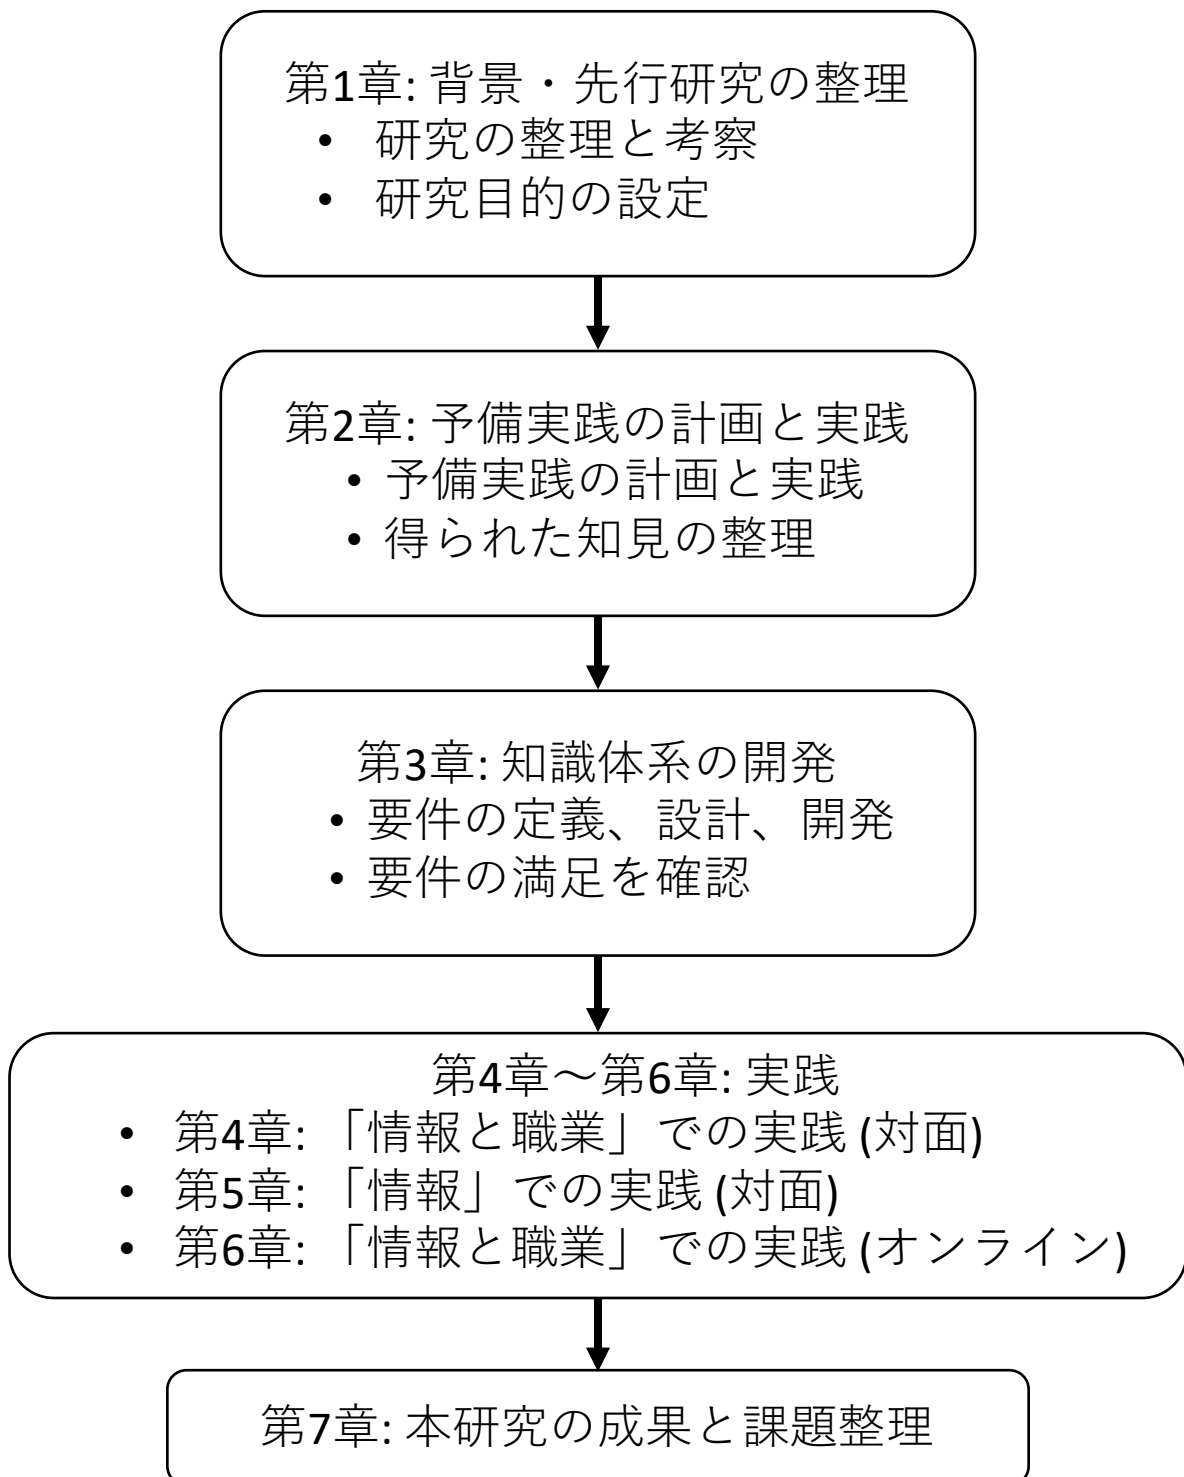 第1章: 背景・先行研究の整理
• 研究の整理と考察
• 研究目的の設定
第2章: 予備実践の計画と実践
• 予備実践の計画と実践
• 得られた知見の整理
第3章: 知識体系の開発
• 要件の定義、設計、開発
• 要件の満足を確認
第4章～第6章: 実践
• 第4章: 「情報と職業」での実践 (対面)
• 第5章: 「情報」での実践 (対面)
• 第6章: 「情報と職業」での実践 (オンライン)
第7章: 本研究の成果と課題整理